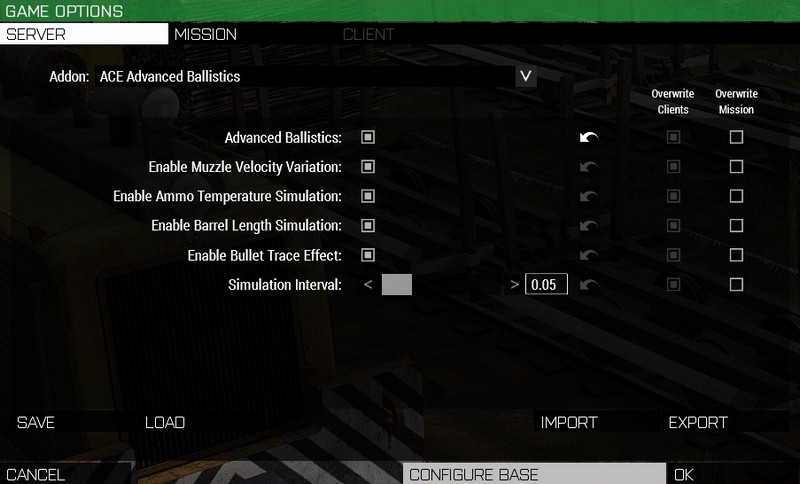 GAME OPTIONS
SERVER MISSION CLIENT
Addon: ACE Advanced Ballistics V
Overwrite Clients Overwrite Mission
Advanced Ballistics:
Enable Muzzle Velocity Variation:
Enable Ammo Temperature Simulation:
Enable Barrel Length Simulation:
Enable Bullet Trace Effect:
Simulation Interval: < > 0.05
SAVE LOAD IMPORT EXPORT
CANCEL CONFIGURE BASE OK